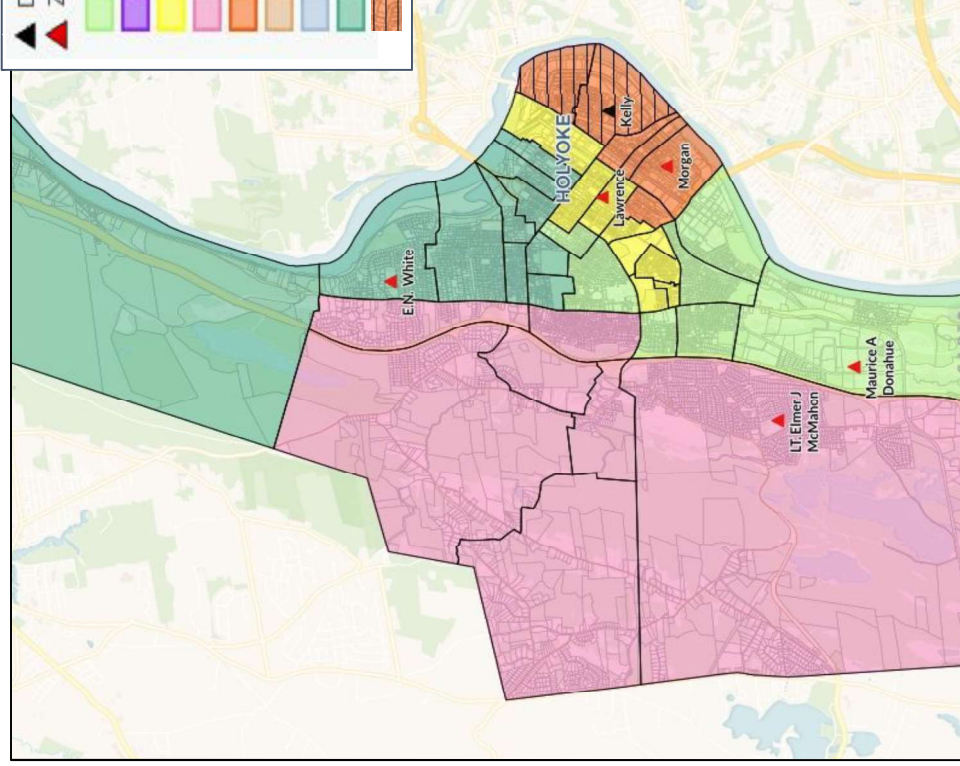 HOLYOKE
Kelly
Morgan
Lawrence
E.N. White
Maurice A
Donahue
LT. Elmer J
McMahon